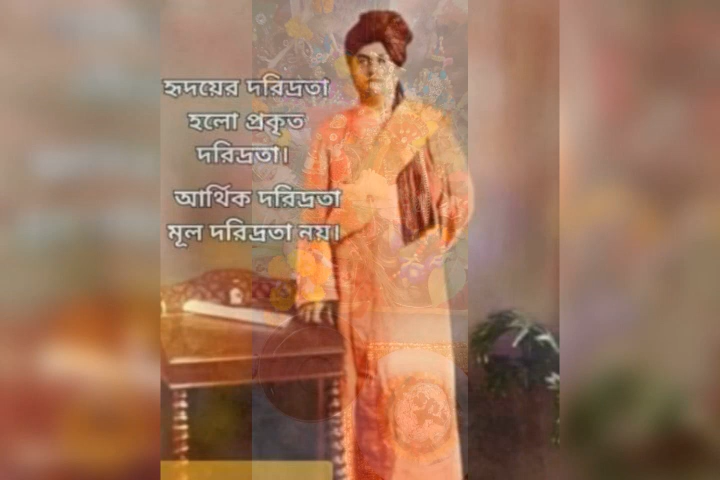 হৃদয়ের দরিদ্রতা
হলো প্রকৃত
দরিদ্রতা।
আর্থিক দরিদ্রতা
মূল দরিদ্রতা নয়।